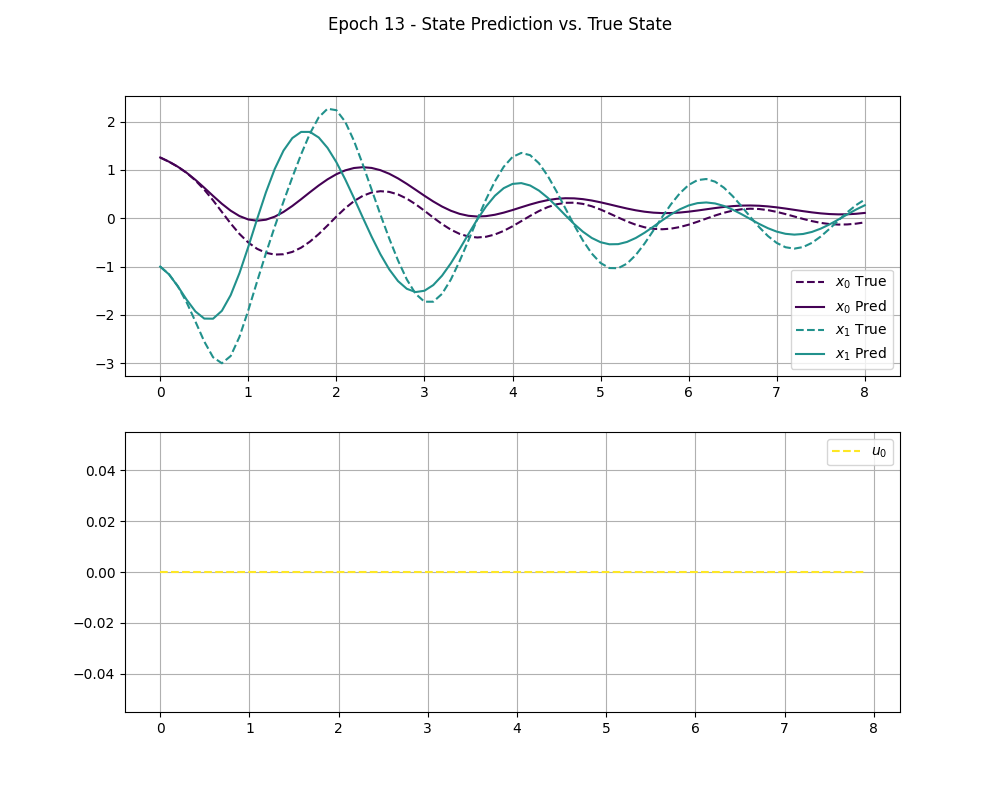 Epoch 13 - State Prediction vs. True State
2
1
0
−1
−2
−3
x₀ True
x₀ Pred
x₁ True
x₁ Pred
0 1 2 3 4 5 6 7 8
0.04
0.02
0.00
−0.02
−0.04
u₀
0 1 2 3 4 5 6 7 8